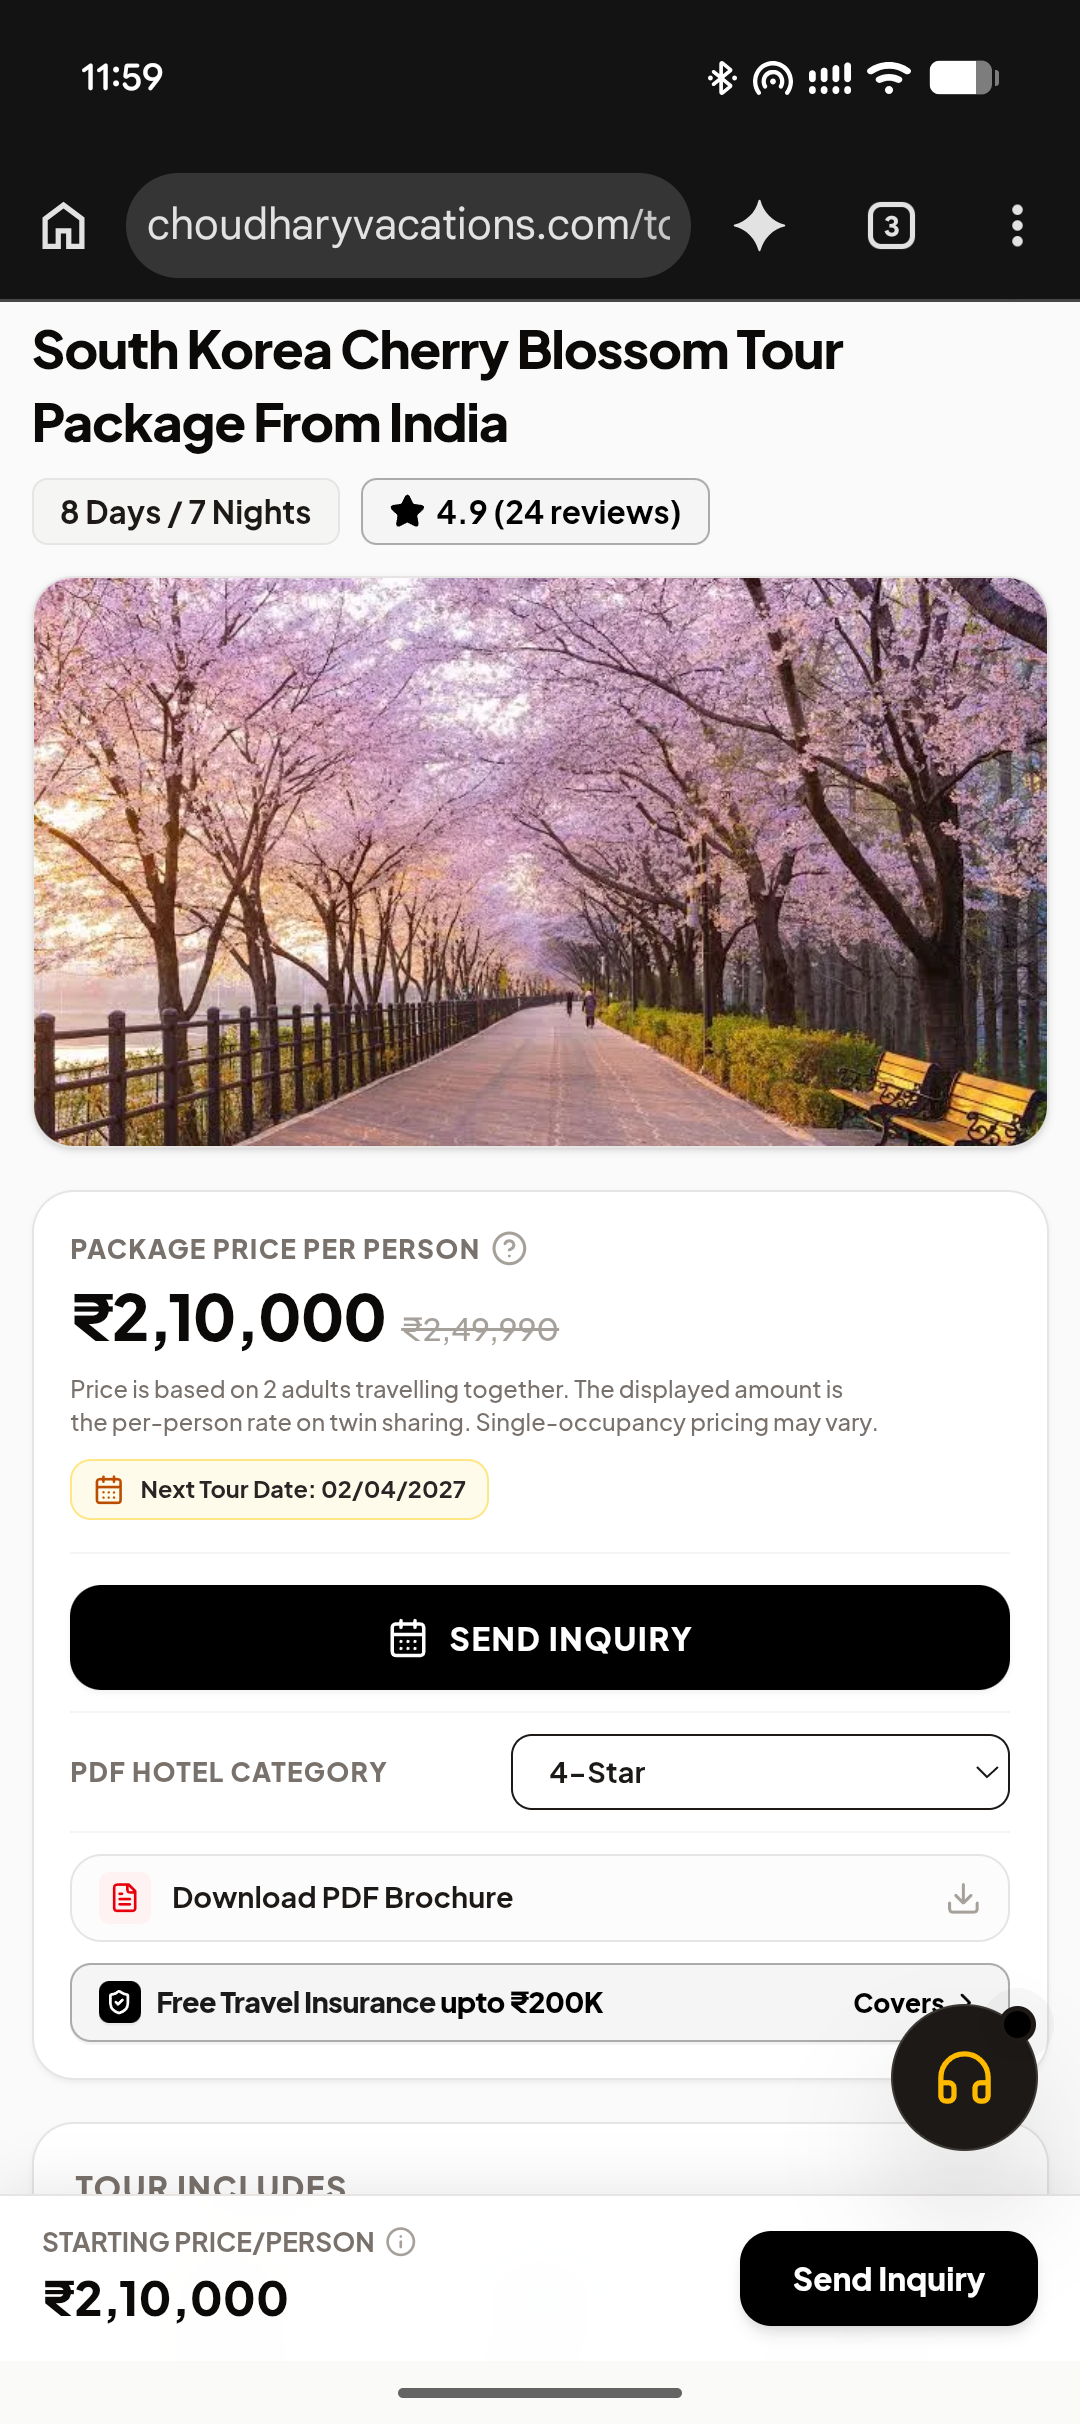 11:59
choudharyvacations.com/to
3
South Korea Cherry Blossom Tour
Package From India
8 Days / 7 Nights
4.9 (24 reviews)
PACKAGE PRICE PER PERSON
₹2,10,000 ₹2,49,990
Price is based on 2 adults travelling together. The displayed amount is
the per-person rate on twin sharing. Single-occupancy pricing may vary.
Next Tour Date: 02/04/2027
SEND INQUIRY
PDF HOTEL CATEGORY
4-Star
Download PDF Brochure
Free Travel Insurance upto ₹200K
Covers
TOUR INCLUDES
STARTING PRICE/PERSON
₹2,10,000
Send Inquiry